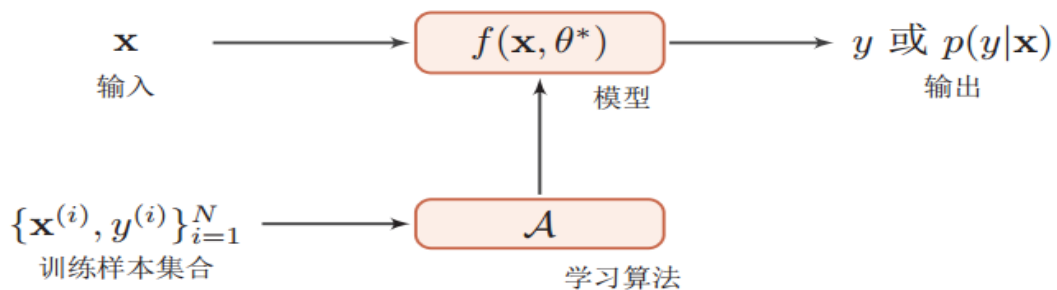 x f(x, θ*) y 或 p(y|x)
输入 模型 输出
{x^(i), y^(i)}_{i=1}^N A
训练样本集合 学习算法